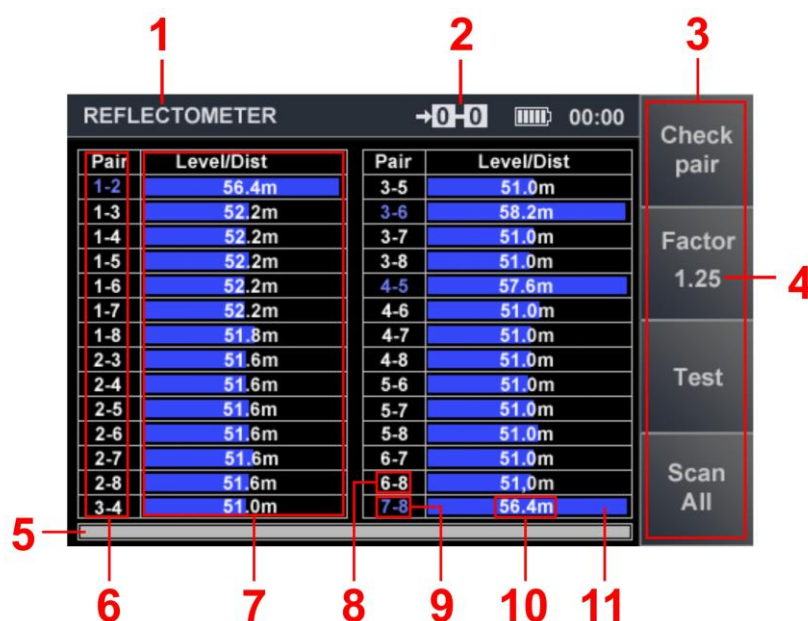 1 2 3
REFLECTOMETER →0-0 00:00
Check
pair
Pair Level/Dist Pair Level/Dist
1-2 56.4m 3-5 51.0m
1-3 52.2m 3-6 58.2m
1-4 52.2m 3-7 51.0m
1-5 52.2m 3-8 51.0m
Factor
1.25 4
1-6 52.2m 4-5 57.6m
1-7 52.2m 4-6 51.0m
1-8 51.8m 4-7 51.0m
2-3 51.6m 4-8 51.0m
2-4 51.6m 5-6 51.0m
Test
2-5 51.6m 5-7 51.0m
2-6 51.6m 5-8 51.0m
2-7 51.6m 6-7 51.0m
2-8 51.6m 6-8 51,0m
Scan
All
3-4 51.0m 7-8 56.4m
5
6 7 8 9 10 11